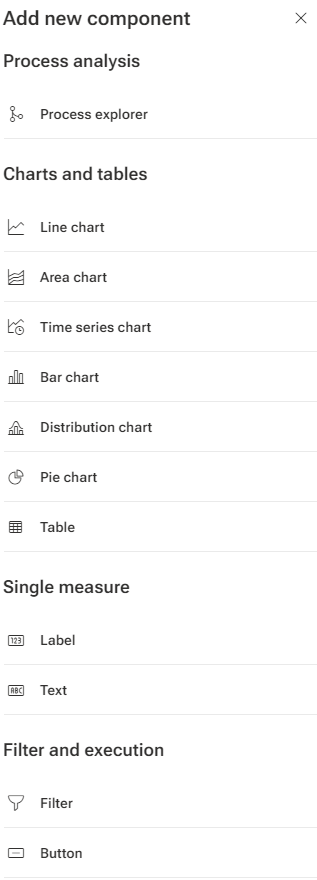 Add new component
Process analysis
Process explorer
Charts and tables
Line chart
Area chart
Time series chart
Bar chart
Distribution chart
Pie chart
Table
Single measure
123 Label
ABC Text
Filter and execution
Filter
Button